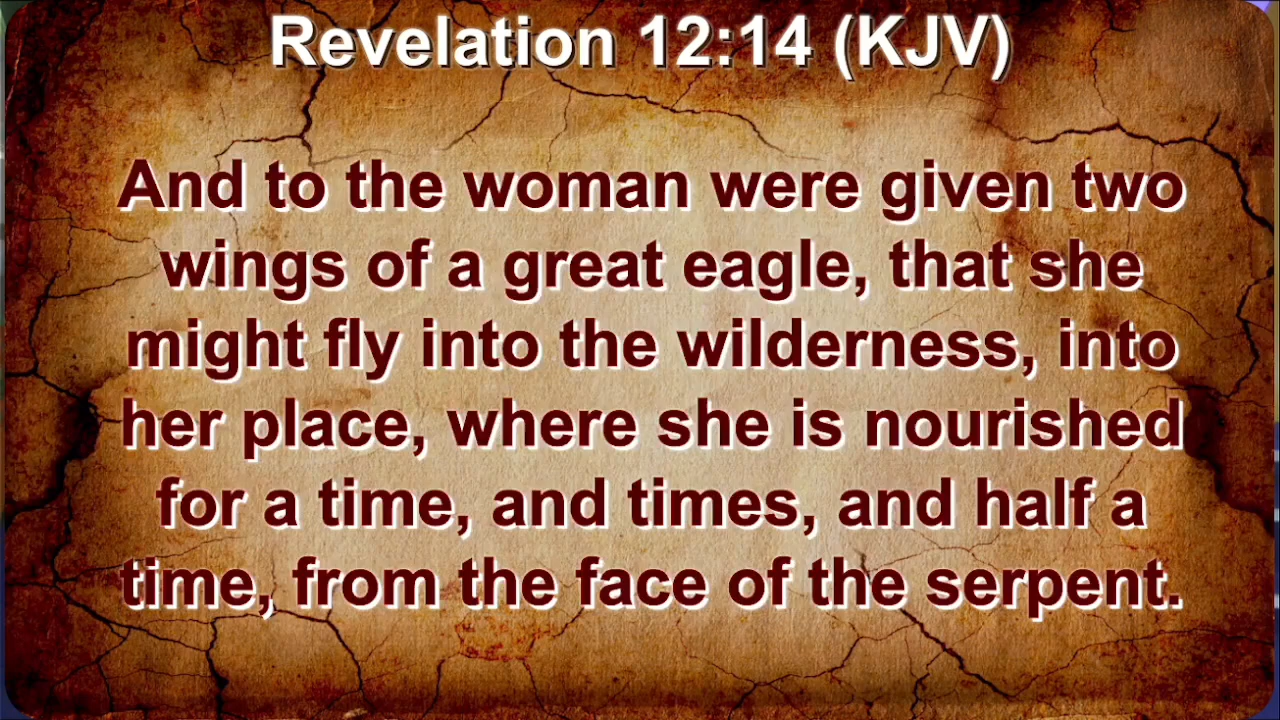 Revelation 12:14 (KJV)
And to the woman were given two
wings of a great eagle, that she
might fly into the wilderness, into
her place, where she is nourished
for a time, and times, and half a
time, from the face of the serpent.